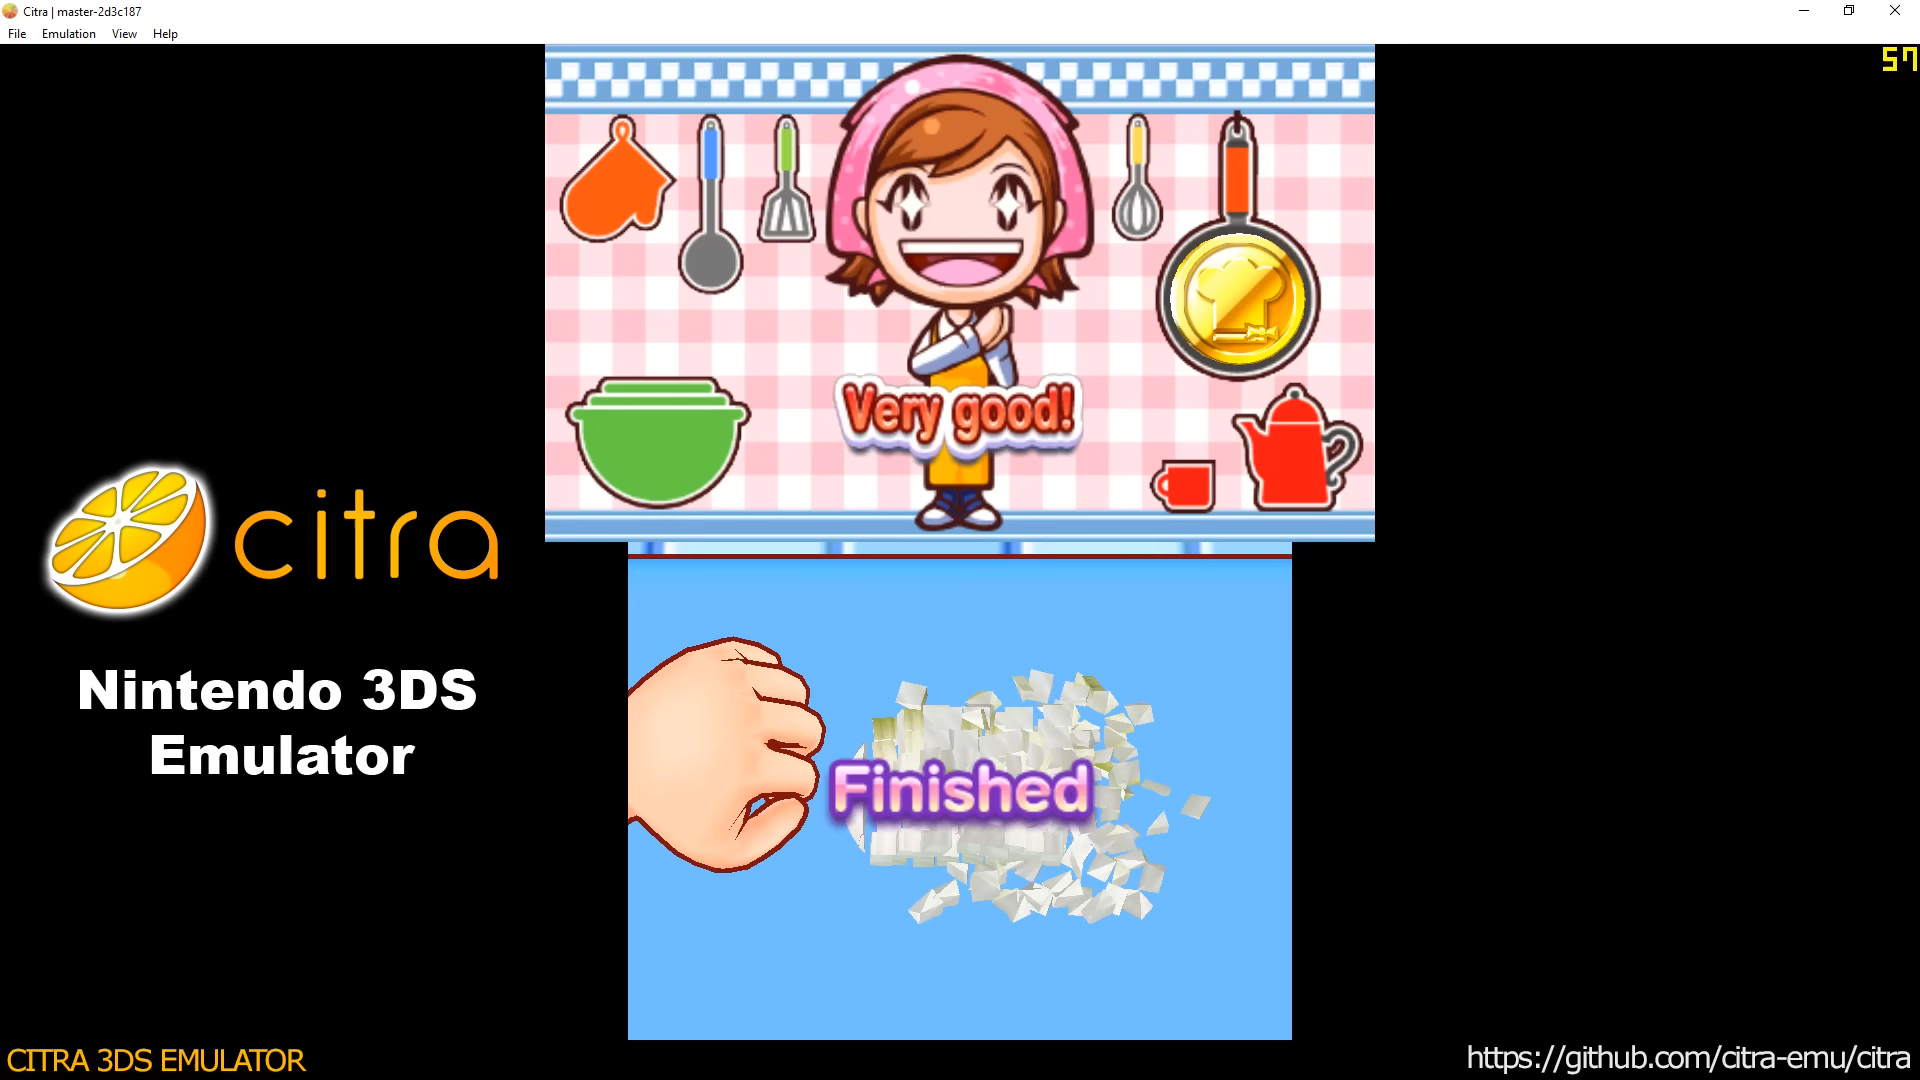 Citra | master-2d3c187
File Emulation View Help
57
Very good!
citra
Nintendo 3DS
Emulator
Finished
CITRA 3DS EMULATOR
https://github.com/citra-emu/citra